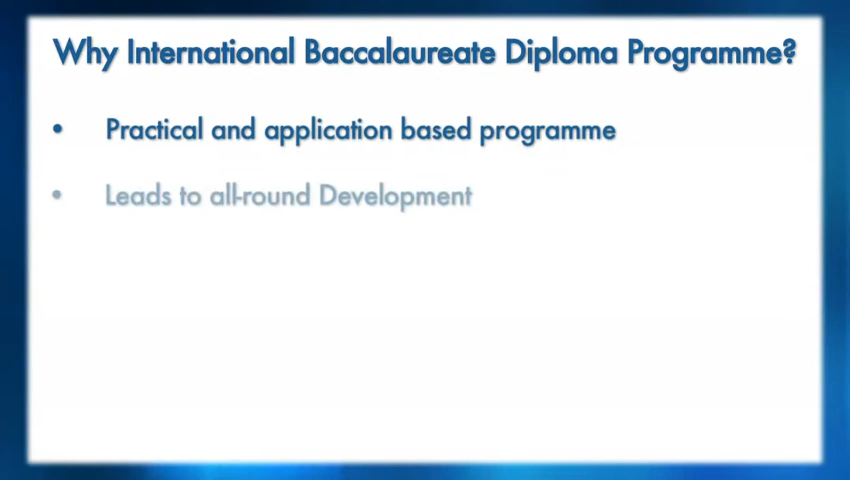 Why International Baccalaureate Diploma Programme?
• Practical and application based programme
• Leads to all-round Development